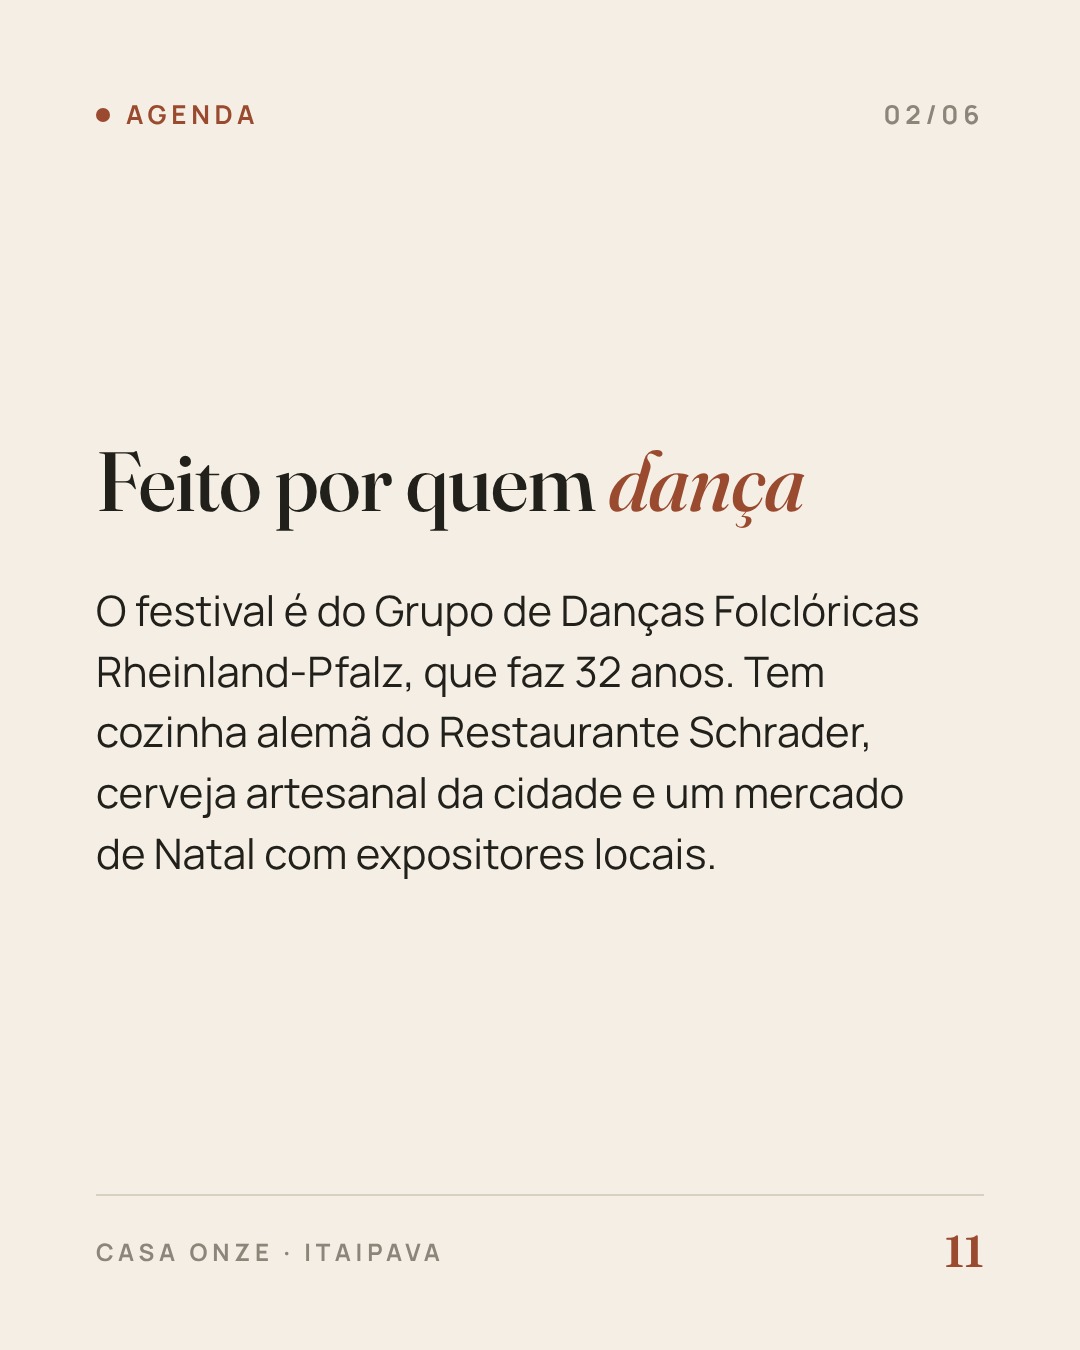 AGENDA
02/06
Feito por quem dança
O festival é do Grupo de Danças Folclóricas
Rheinland-Pfalz, que faz 32 anos. Tem
cozinha alemã do Restaurante Schrader,
cerveja artesanal da cidade e um mercado
de Natal com expositores locais.
CASA ONZE · ITAIPAVA
11